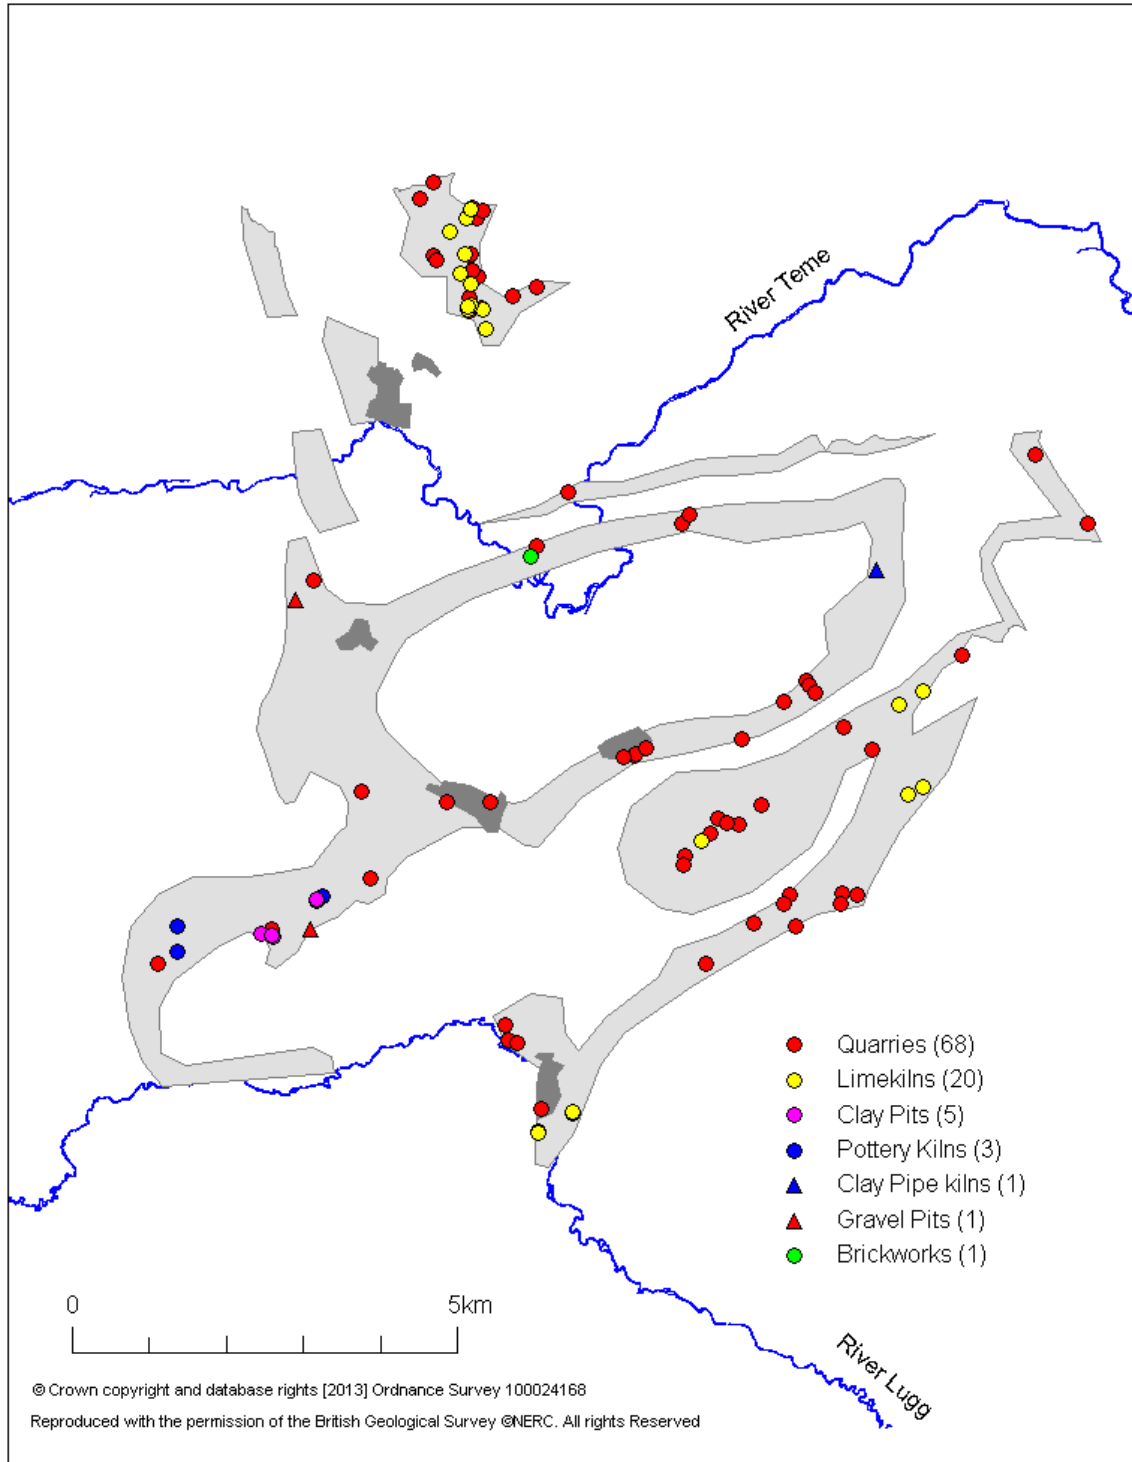 River Teme
Quarries (68)
Limekilns (20)
Clay Pits (5)
Pottery Kilns (3)
Clay Pipe kilns (1)
Gravel Pits (1)
Brickworks (1)
0 5km
River Lugg
© Crown copyright and database rights [2013] Ordnance Survey 100024168
Reproduced with the permission of the British Geological Survey ©NERC. All rights Reserved